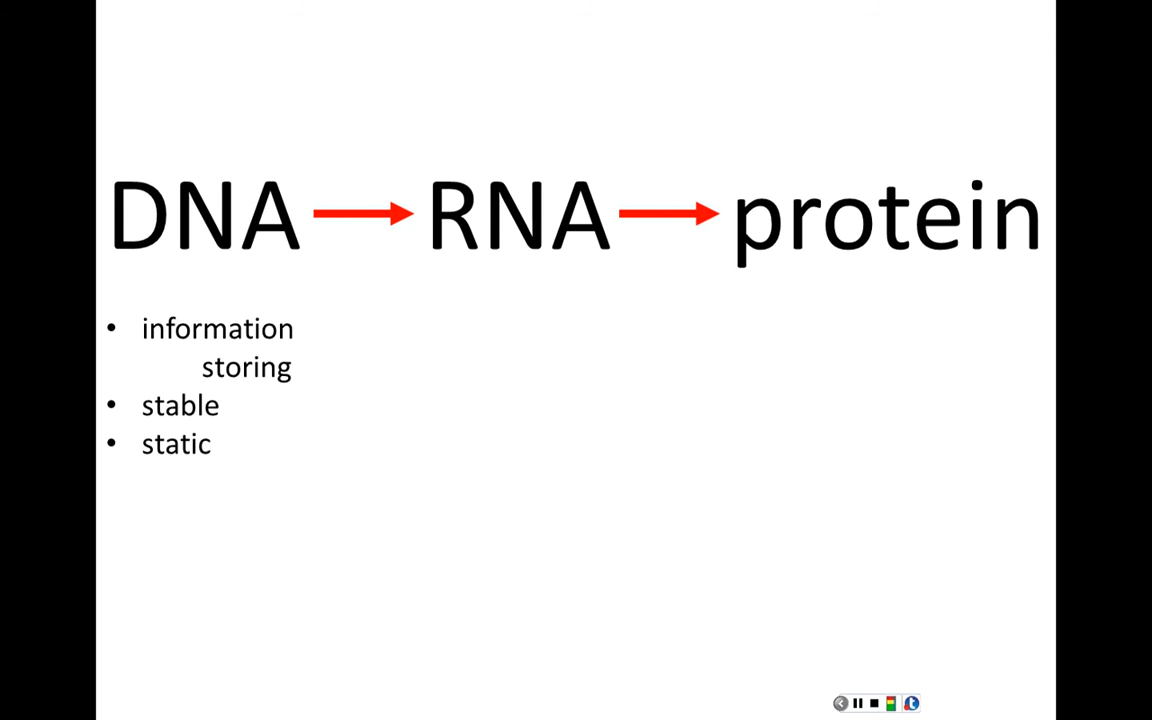 DNA → RNA → protein
• information
storing
• stable
• static